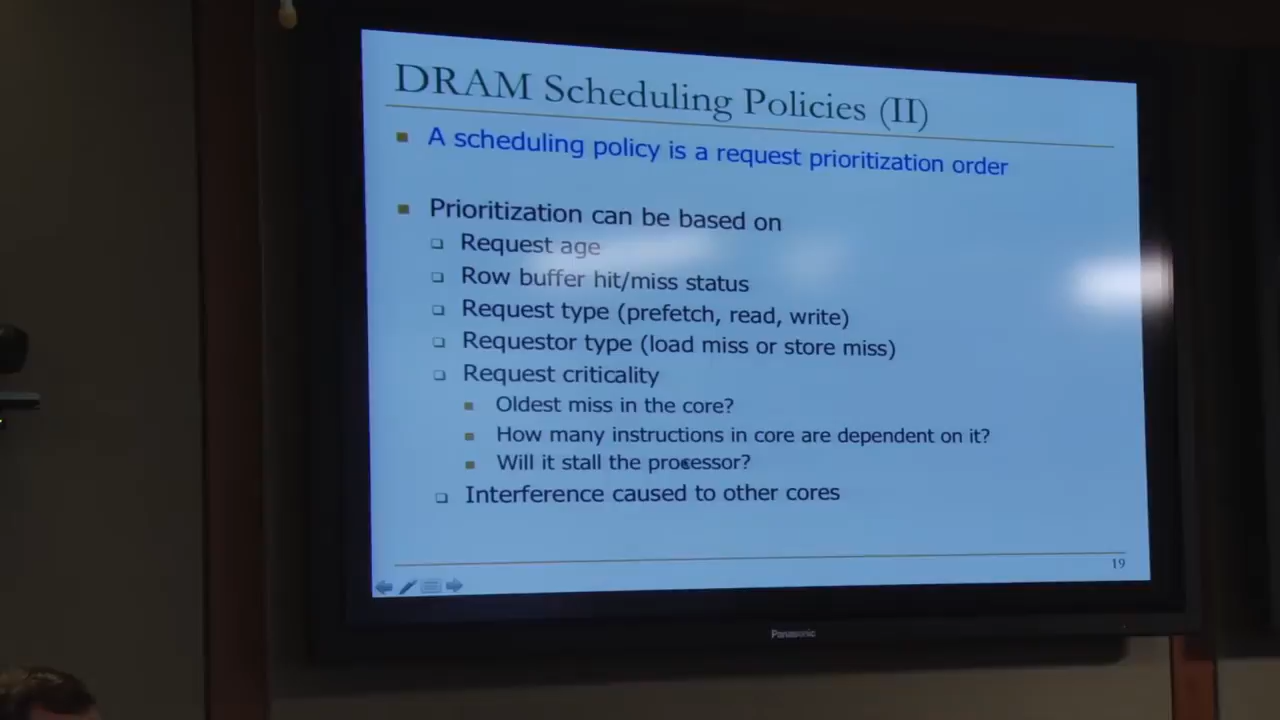 DRAM Scheduling Policies (II)
A scheduling policy is a request prioritization order
Prioritization can be based on
Request age
Row buffer hit/miss status
Request type (prefetch, read, write)
Requestor type (load miss or store miss)
Request criticality
Oldest miss in the core?
How many instructions in core are dependent on it?
Will it stall the processor?
Interference caused to other cores
19
Panasonic